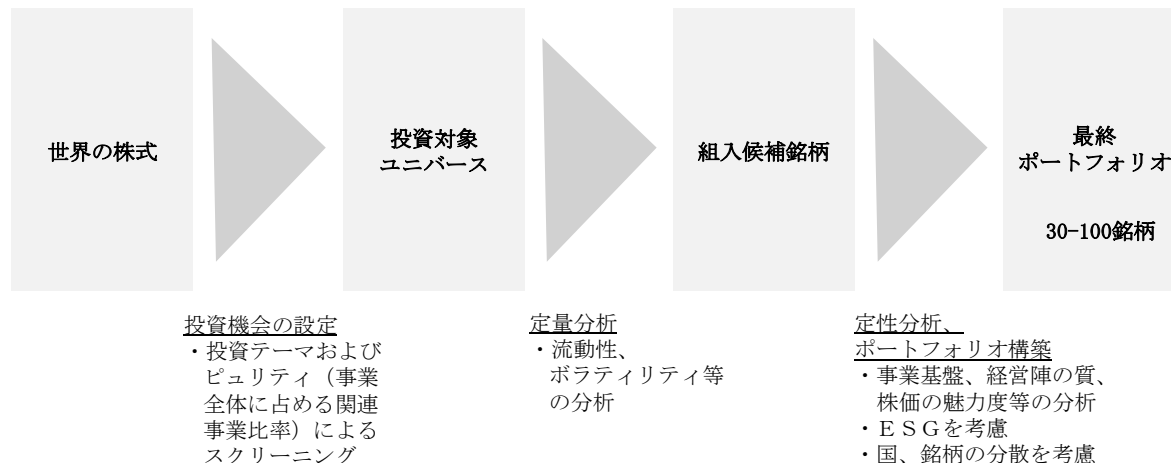 世界の株式
投資対象
ユニバース
組入候補銘柄
最終
ポートフォリオ
30-100銘柄
投資機会の設定
・投資テーマおよび
ピュリティ（事業
全体に占める関連
事業比率）による
スクリーニング
定量分析
・流動性、
ボラティリティ等
の分析
定性分析、
ポートフォリオ構築
・事業基盤、経営陣の質、
株価の魅力度等の分析
・ＥＳＧを考慮
・国、銘柄の分散を考慮